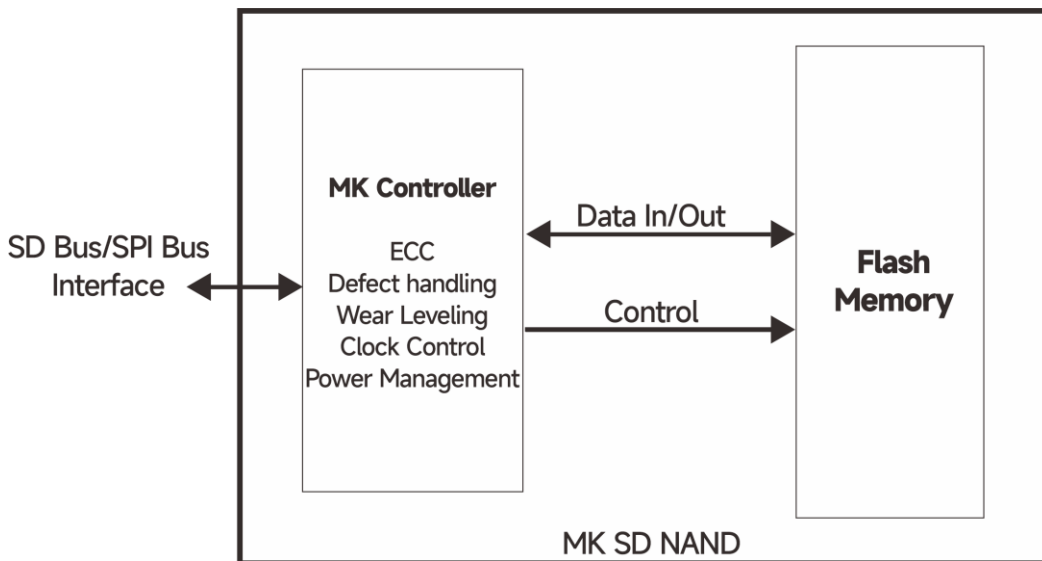 SD Bus/SPI Bus
Interface
MK Controller
ECC
Defect handling
Wear Leveling
Clock Control
Power Management
Data In/Out
Control
Flash
Memory
MK SD NAND